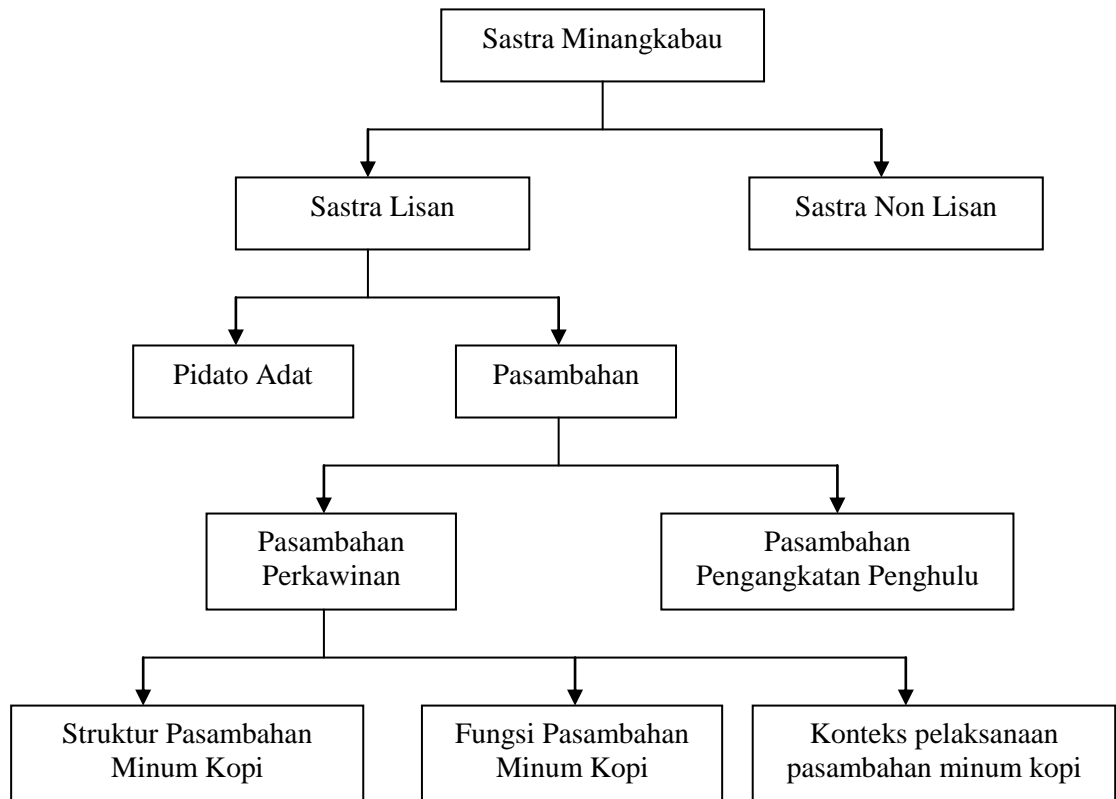 Sastra Minangkabau
Sastra Lisan
Sastra Non Lisan
Pidato Adat
Pasambahan
Pasambahan
Perkawinan
Pasambahan
Pengangkatan Penghulu
Struktur Pasambahan
Minum Kopi
Fungsi Pasambahan
Minum Kopi
Konteks pelaksanaan
pasambahan minum kopi